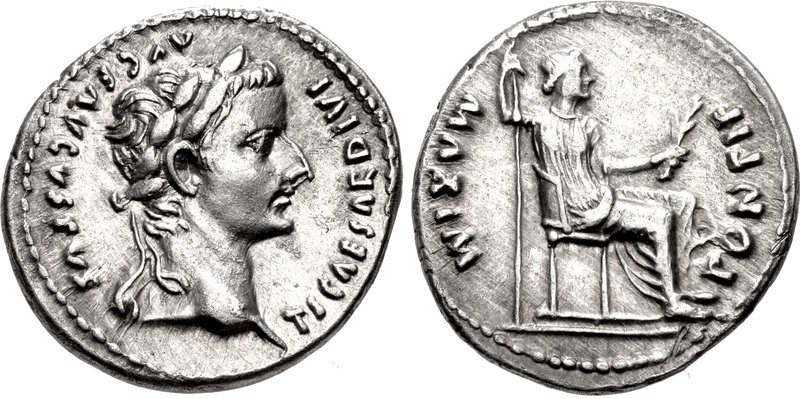 TI CAESAR DIVI
AVG F AVGVSTVS
PONTIF
MAXIM